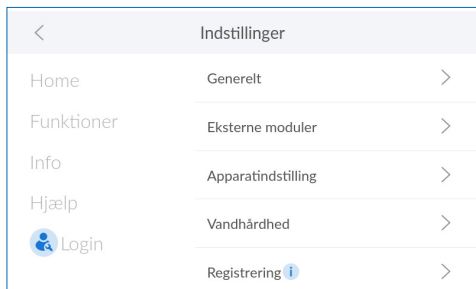 Indstillinger
Home
Funktioner
Info
Hjælp
Login
Generelt
Eksterne moduler
Apparatindstilling
Vandhårdhed
Registrering i